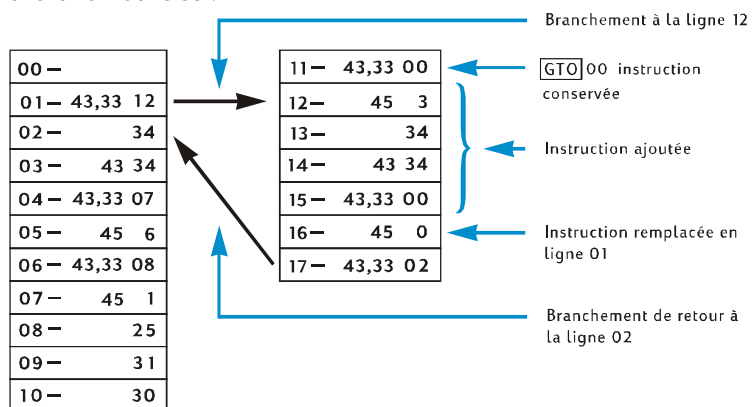 Branchement à la ligne 12
00–
01– 43,33 12
02– 34
03– 43 34
04– 43,33 07
05– 45 6
06– 43,33 08
07– 45 1
08– 25
09– 31
10– 30
11– 43,33 00
12– 45 3
13– 34
14– 43 34
15– 43,33 00
16– 45 0
17– 43,33 02
GTO 00 instruction
conservée
Instruction ajoutée
Instruction remplacée en
ligne 01
Branchement de retour à
la ligne 02